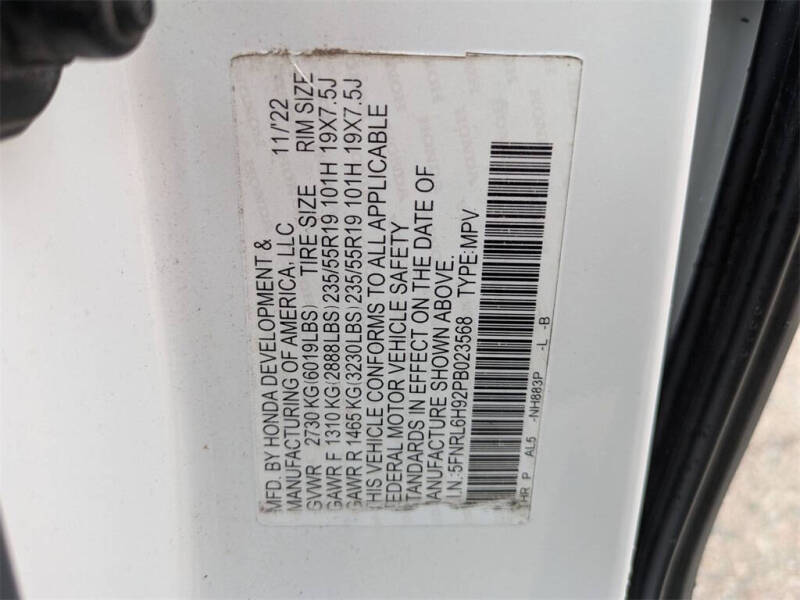 MFD. BY HONDA DEVELOPMENT &
MANUFACTURING OF AMERICA, LLC 11/'22
GVWR 2730 KG(6019LBS) TIRE SIZE RIM SIZE
GAWR F 1310 KG(2888LBS)235/55R19 101H 19X7.5J
GAWR R 1465 KG(3230LBS)235/55R19 101H 19X7.5J
THIS VEHICLE CONFORMS TO ALL APPLICABLE
FEDERAL MOTOR VEHICLE SAFETY
STANDARDS IN EFFECT ON THE DATE OF
MANUFACTURE SHOWN ABOVE.
I.N.:5FNRL6H92PB023568 TYPE:MPV
THR P AL5 -NH883P -L -B